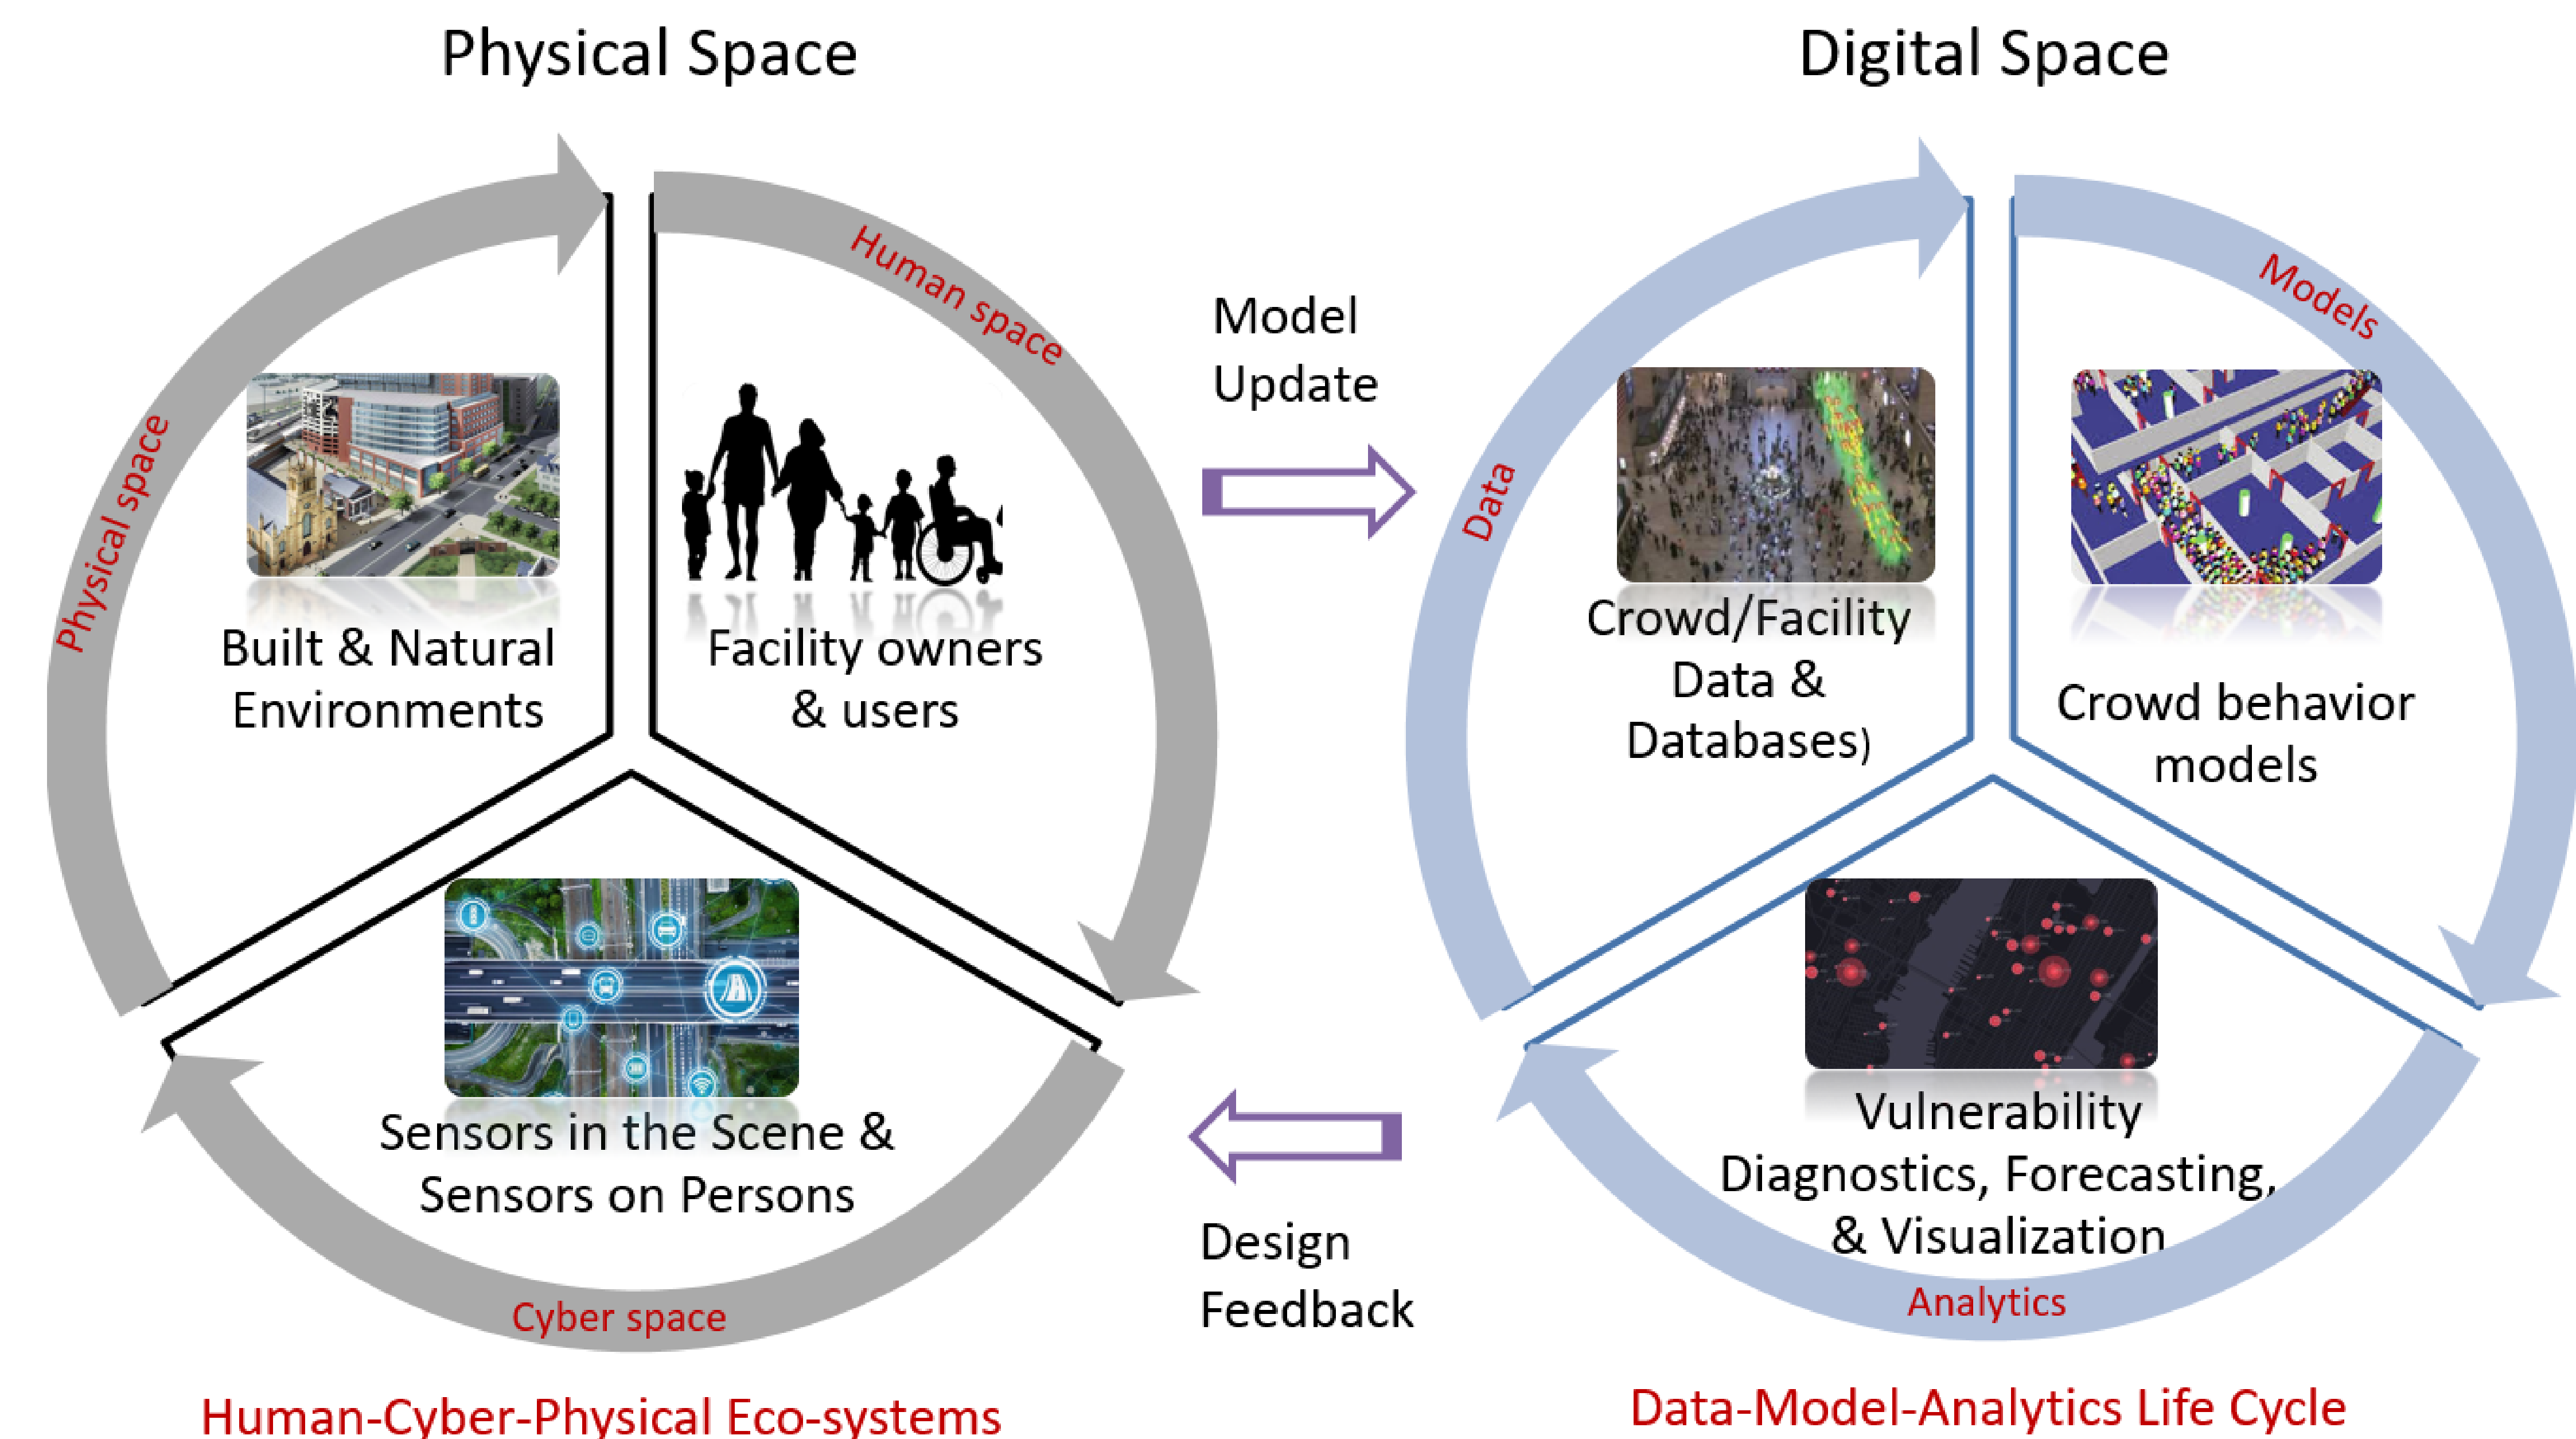 Physical Space
Digital Space
Physical space
Human space
Built & Natural
Environments
Facility owners
& users
Sensors in the Scene &
Sensors on Persons
Cyber space
Human-Cyber-Physical Eco-systems
Model
Update
Design
Feedback
Data
Models
Crowd/Facility
Data &
Databases)
Crowd behavior
models
Vulnerability
Diagnostics, Forecasting,
& Visualization
Analytics
Data-Model-Analytics Life Cycle